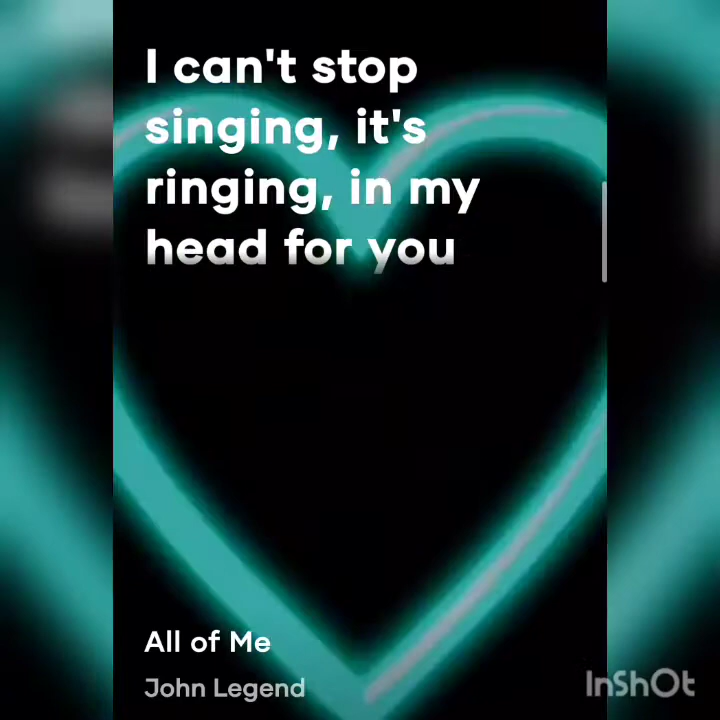 I can't stop
singing, it's
ringing, in my
head for you
All of Me
John Legend
InShOt